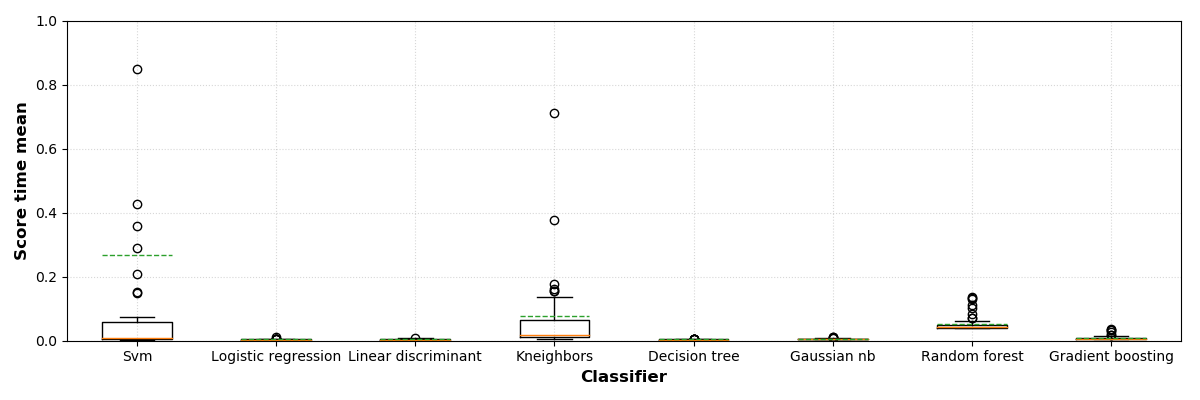 Score time mean
1.0
0.8
0.6
0.4
0.2
0.0
Svm Logistic regression Linear discriminant Kneighbors Decision tree Gaussian nb Random forest Gradient boosting
Classifier